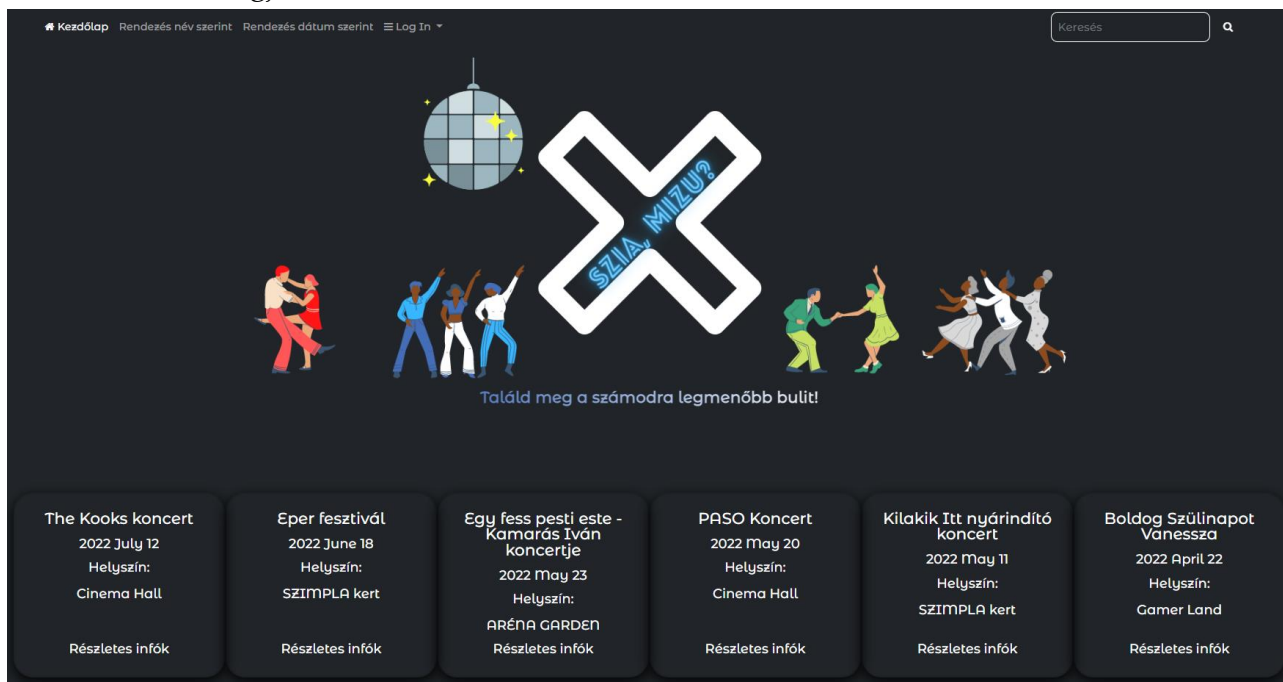 Kezdőlap Rendezés név szerint Rendezés dátum szerint Log In Keresés
SZIA, MIZU?
Találd meg a számodra legmenőbb bulit!
The Kooks koncert
2022 July 12
Helyszín:
Cinema Hall
Részletes infók
Eper fesztivál
2022 June 18
Helyszín:
SZIMPLA kert
Részletes infók
Egy fess pesti este -
Kamarás Iván
koncertje
2022 May 23
Helyszín:
ARÉNA GARDEN
Részletes infók
PASO Koncert
2022 May 20
Helyszín:
Cinema Hall
Részletes infók
Kilakik Itt nyárindító
koncert
2022 May 11
Helyszín:
SZIMPLA kert
Részletes infók
Boldog Szülinapot
Vanessza
2022 April 22
Helyszín:
Gamer Land
Részletes infók